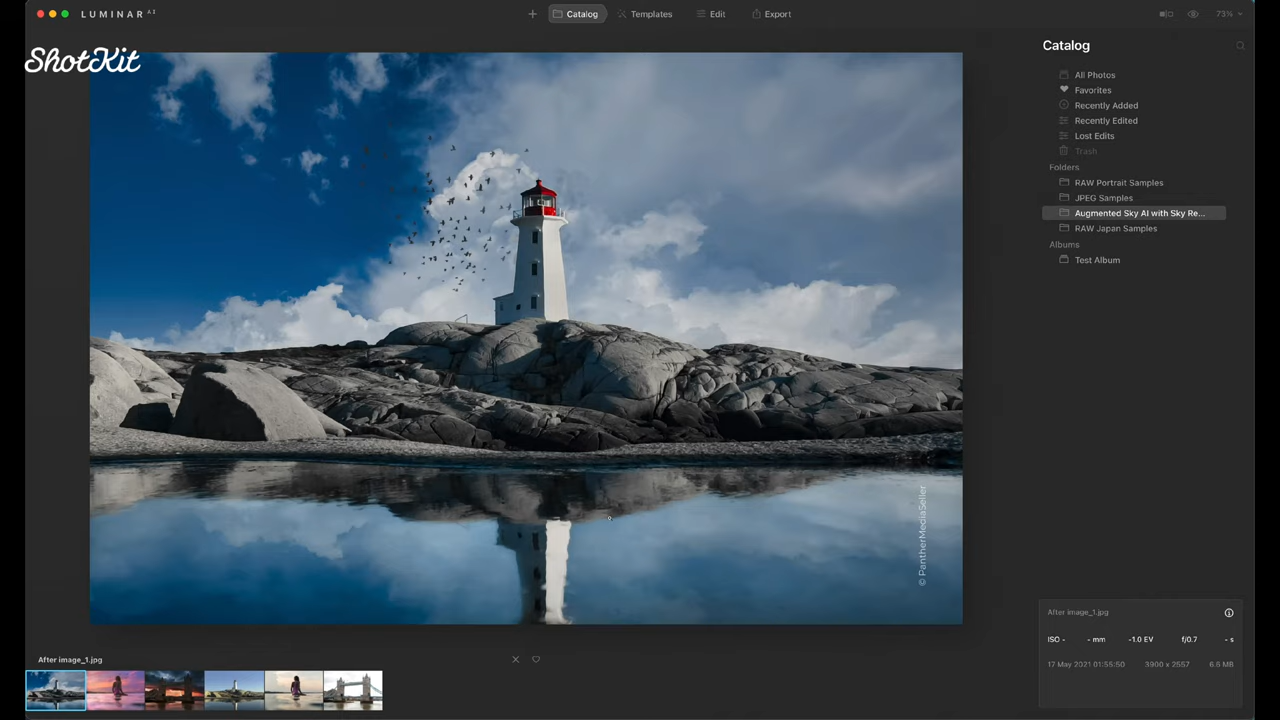 LUMINAR AI
Catalog
Templates
Edit
Export
73%
ShotKit
Catalog
All Photos
Favorites
Recently Added
Recently Edited
Lost Edits
Trash
Folders
RAW Portrait Samples
JPEG Samples
Augmented Sky AI with Sky Re...
RAW Japan Samples
Albums
Test Album
© PantherMediaSeller
After image_1.jpg
ISO - - mm -1.0 EV f/0.7 - s
17 May 2021 01:55:50 3900 x 2557 6.6 MB
After image_1.jpg